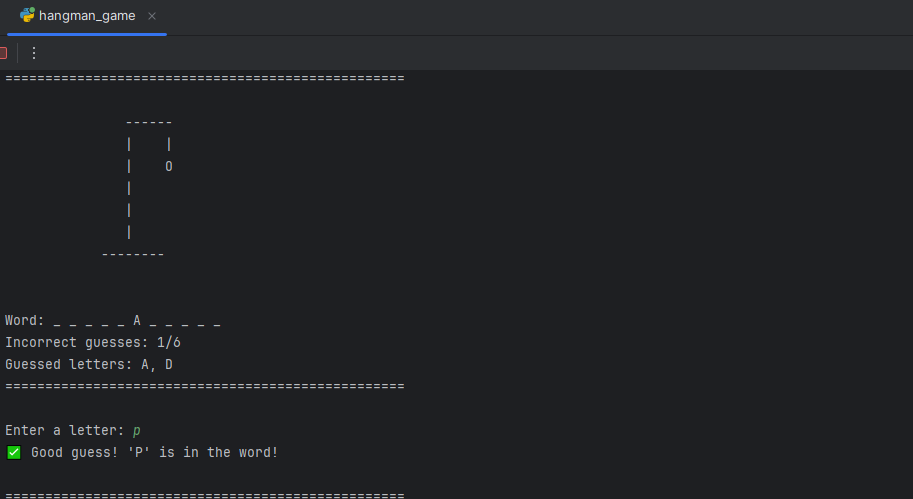 hangman_game
==================================================
------
|    |
|    O
|
|
|
--------
Word: _ _ _ _ _ A _ _ _ _ _
Incorrect guesses: 1/6
Guessed letters: A, D
==================================================
Enter a letter: p
✅ Good guess! 'P' is in the word!
==================================================